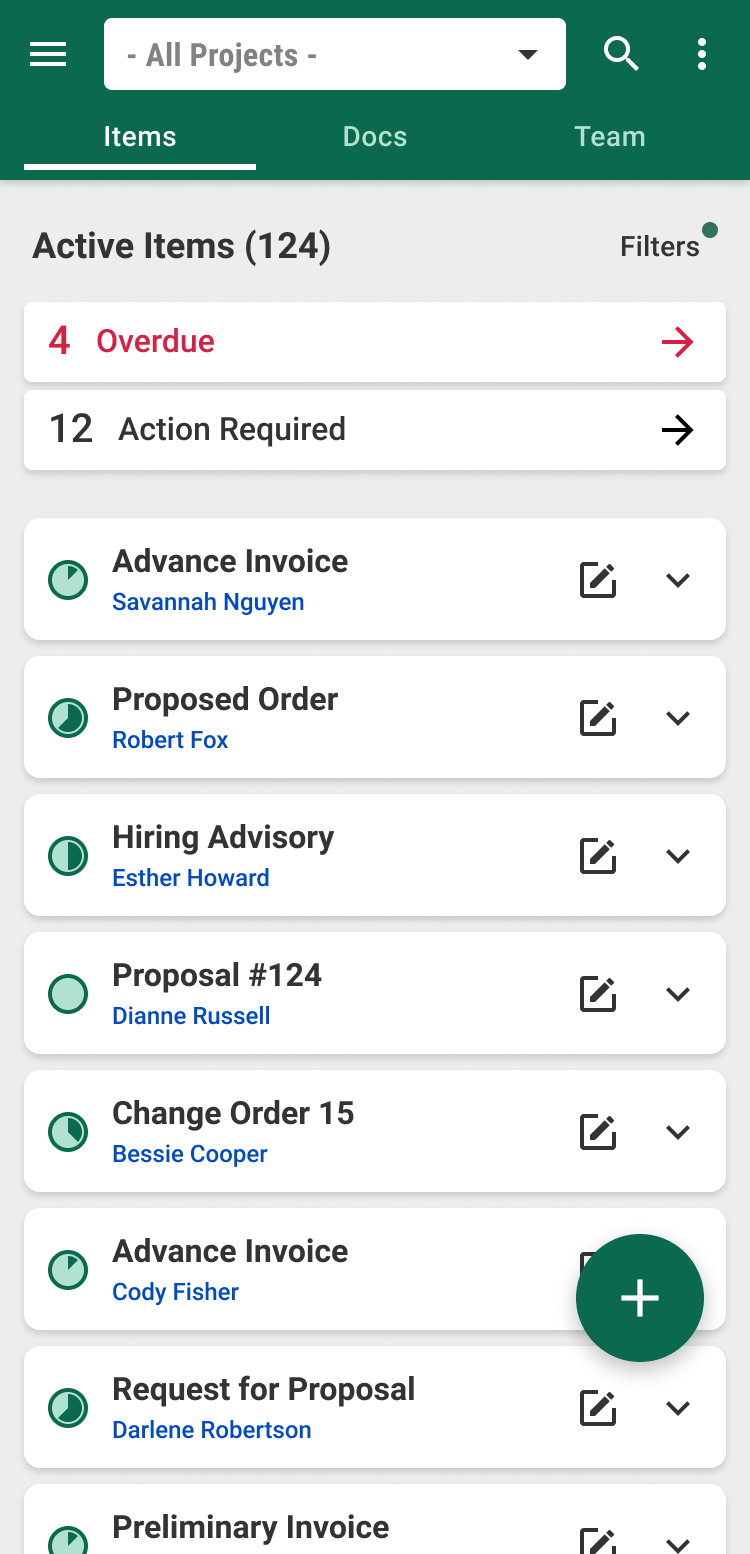 - All Projects -
Items
Docs
Team
Active Items (124)
Filters
4 Overdue
12 Action Required
Advance Invoice
Savannah Nguyen
Proposed Order
Robert Fox
Hiring Advisory
Esther Howard
Proposal #124
Dianne Russell
Change Order 15
Bessie Cooper
Advance Invoice
Cody Fisher
Request for Proposal
Darlene Robertson
Preliminary Invoice